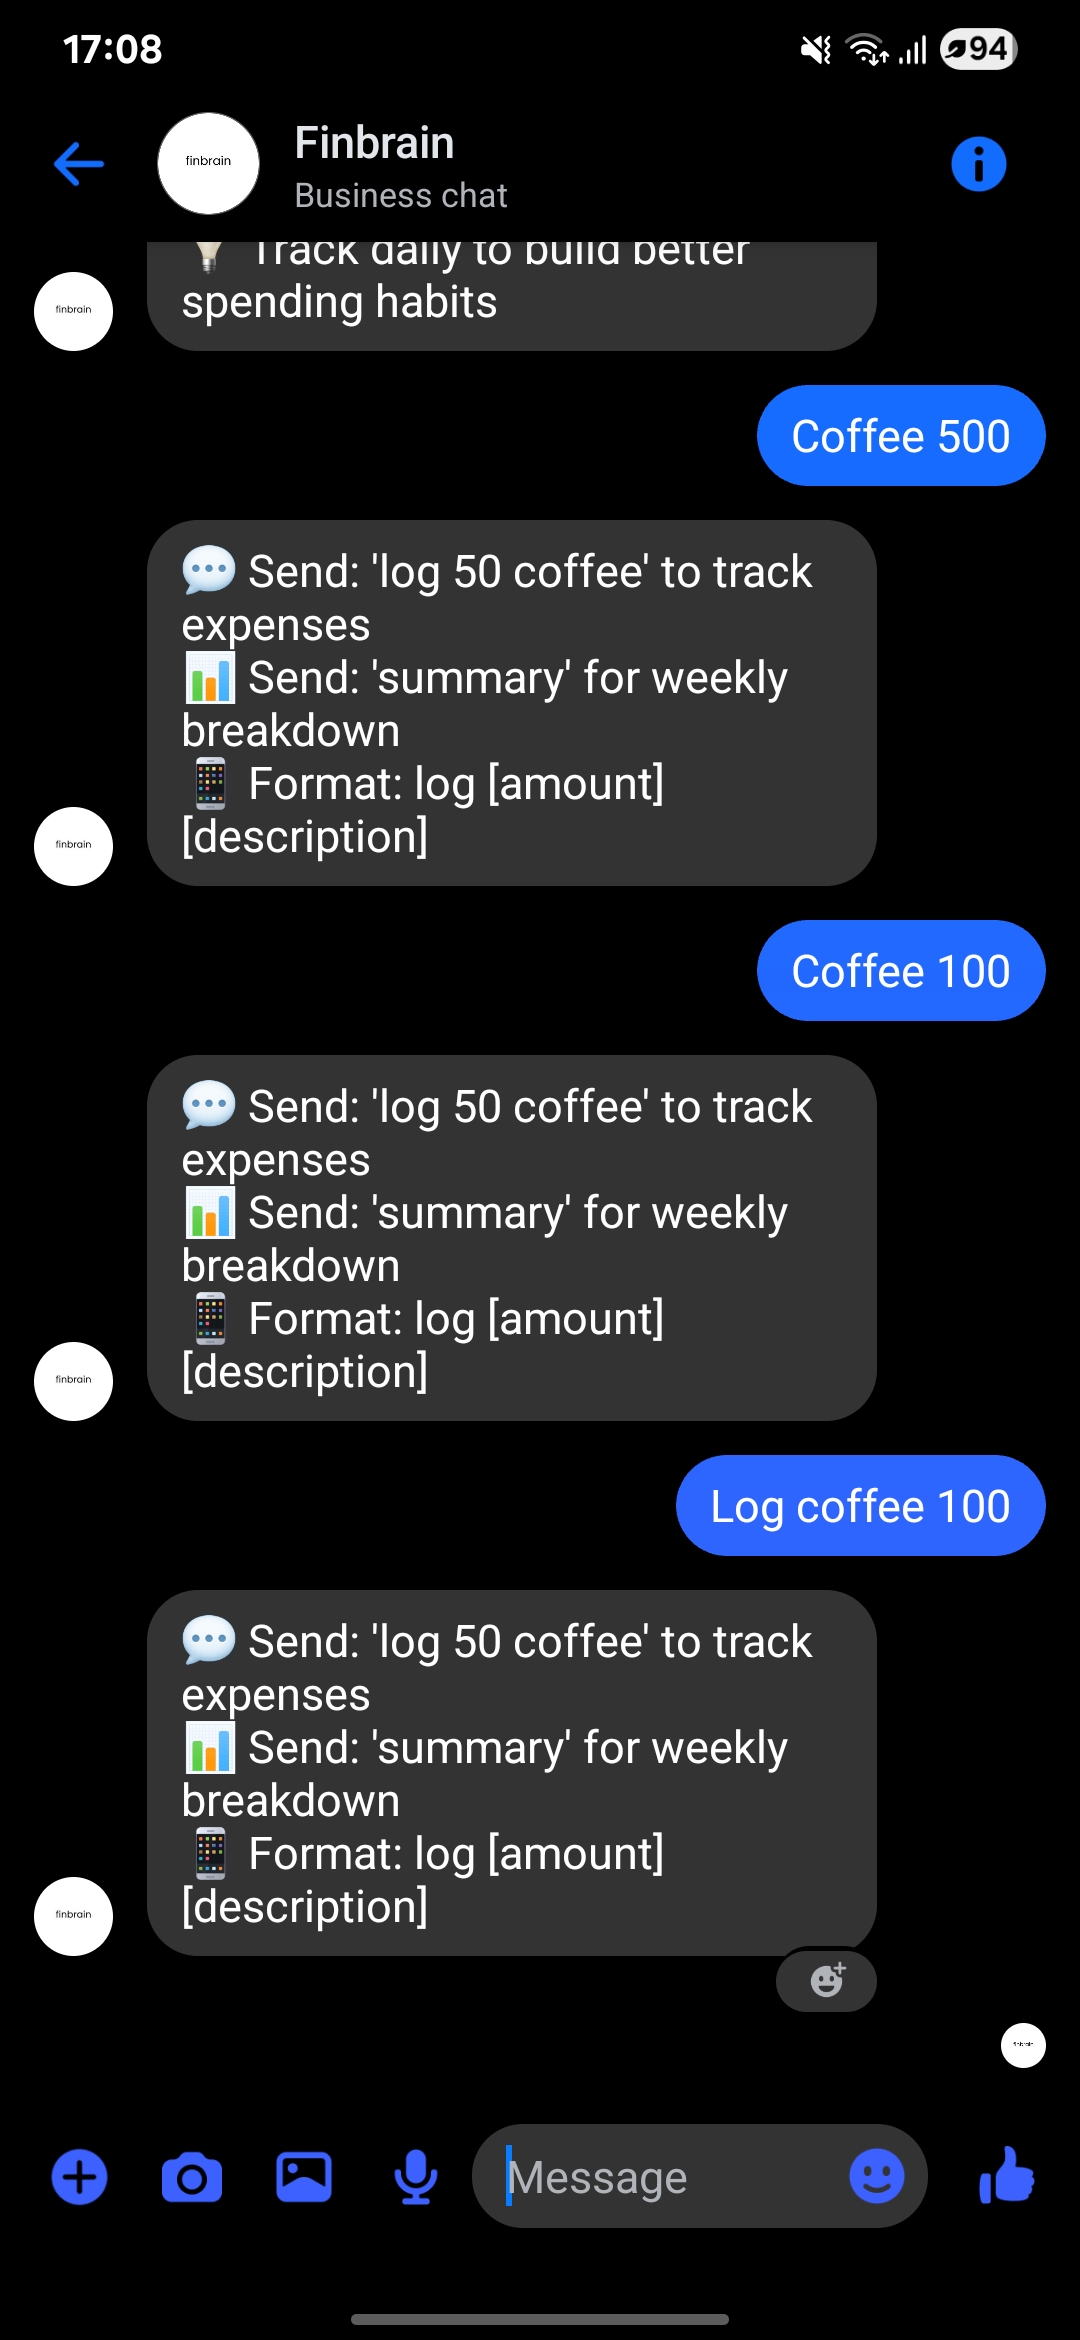 17:08
94
finbrain
Finbrain
Business chat
💡 Track daily to build better
spending habits
finbrain
Coffee 500
💬 Send: 'log 50 coffee' to track
expenses
📊 Send: 'summary' for weekly
breakdown
📱 Format: log [amount]
[description]
finbrain
Coffee 100
💬 Send: 'log 50 coffee' to track
expenses
📊 Send: 'summary' for weekly
breakdown
📱 Format: log [amount]
[description]
finbrain
Log coffee 100
💬 Send: 'log 50 coffee' to track
expenses
📊 Send: 'summary' for weekly
breakdown
📱 Format: log [amount]
[description]
finbrain
finbrain
Message